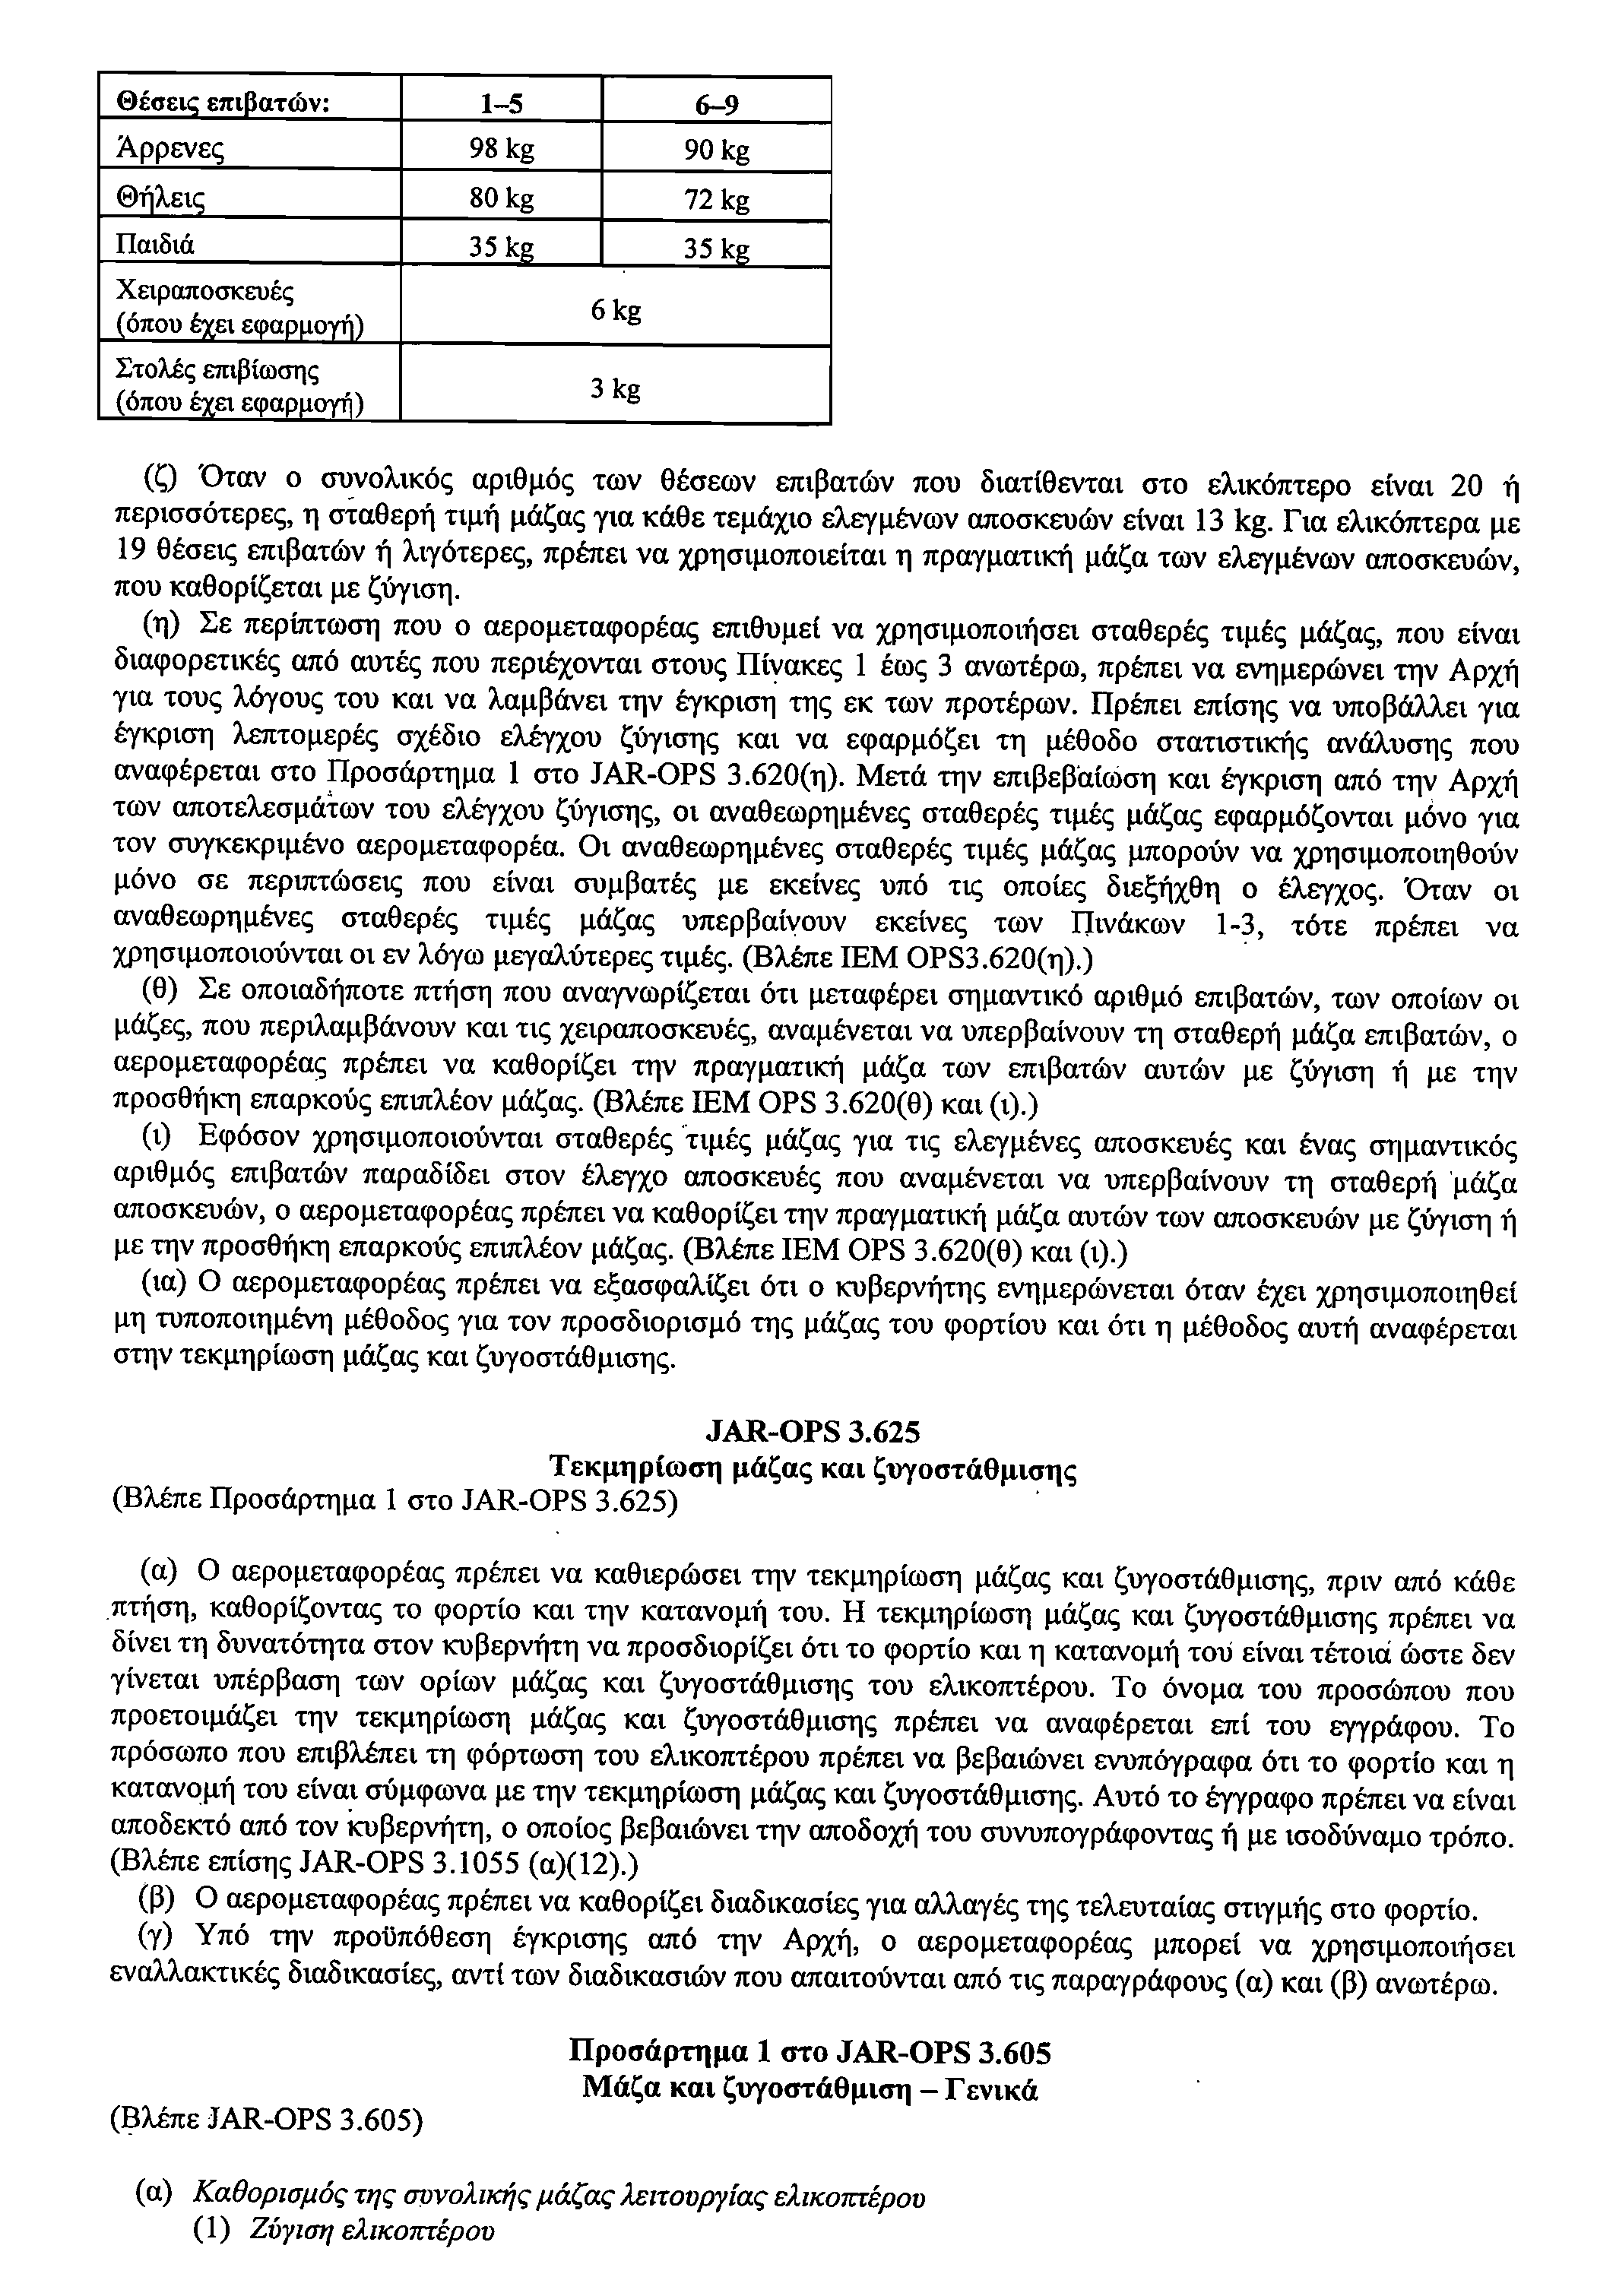 Θέσεις επιβατών: 1–5 6–9
Άρρενες 98 kg 90 kg
Θήλεις 80 kg 72 kg
Παιδιά 35 kg 35 kg
Χειραποσκευές
(όπου έχει εφαρμογή) 6 kg
Στολές επιβίωσης
(όπου έχει εφαρμογή) 3 kg
(ζ) Όταν ο συνολικός αριθμός των θέσεων επιβατών που διατίθενται στο ελικόπτερο είναι 20 ή
περισσότερες, η σταθερή τιμή μάζας για κάθε τεμάχιο ελεγμένων αποσκευών είναι 13 kg. Για ελικόπτερα με
19 θέσεις επιβατών ή λιγότερες, πρέπει να χρησιμοποιείται η πραγματική μάζα των ελεγμένων αποσκευών,
που καθορίζεται με ζύγιση.
(η) Σε περίπτωση που ο αερομεταφορέας επιθυμεί να χρησιμοποιήσει σταθερές τιμές μάζας, που είναι
διαφορετικές από αυτές που περιέχονται στους Πίνακες 1 έως 3 ανωτέρω, πρέπει να ενημερώνει την Αρχή
για τους λόγους του και να λαμβάνει την έγκριση της εκ των προτέρων. Πρέπει επίσης να υποβάλλει για
έγκριση λεπτομερές σχέδιο ελέγχου ζύγισης και να εφαρμόζει τη μέθοδο στατιστικής ανάλυσης που
αναφέρεται στο Προσάρτημα 1 στο JAR-OPS 3.620(η). Μετά την επιβεβαίωση και έγκριση από την Αρχή
των αποτελεσμάτων του ελέγχου ζύγισης, οι αναθεωρημένες σταθερές τιμές μάζας εφαρμόζονται μόνο για
τον συγκεκριμένο αερομεταφορέα. Οι αναθεωρημένες σταθερές τιμές μάζας μπορούν να χρησιμοποιηθούν
μόνο σε περιπτώσεις που είναι συμβατές με εκείνες υπό τις οποίες διεξήχθη ο έλεγχος. Όταν οι
αναθεωρημένες σταθερές τιμές μάζας υπερβαίνουν εκείνες των Πινάκων 1-3, τότε πρέπει να
χρησιμοποιούνται οι εν λόγω μεγαλύτερες τιμές. (Βλέπε IEM OPS3.620(η).)
(θ) Σε οποιαδήποτε πτήση που αναγνωρίζεται ότι μεταφέρει σημαντικό αριθμό επιβατών, των οποίων οι
μάζες, που περιλαμβάνουν και τις χειραποσκευές, αναμένεται να υπερβαίνουν τη σταθερή μάζα επιβατών, ο
αερομεταφορέας πρέπει να καθορίζει την πραγματική μάζα των επιβατών αυτών με ζύγιση ή με την
προσθήκη επαρκούς επιπλέον μάζας. (Βλέπε IEM OPS 3.620(θ) και (ι).)
(ι) Εφόσον χρησιμοποιούνται σταθερές τιμές μάζας για τις ελεγμένες αποσκευές και ένας σημαντικός
αριθμός επιβατών παραδίδει στον έλεγχο αποσκευές που αναμένεται να υπερβαίνουν τη σταθερή μάζα
αποσκευών, ο αερομεταφορέας πρέπει να καθορίζει την πραγματική μάζα αυτών των αποσκευών με ζύγιση ή
με την προσθήκη επαρκούς επιπλέον μάζας. (Βλέπε IEM OPS 3.620(θ) και (ι).)
(ια) Ο αερομεταφορέας πρέπει να εξασφαλίζει ότι ο κυβερνήτης ενημερώνεται όταν έχει χρησιμοποιηθεί
μη τυποποιημένη μέθοδος για τον προσδιορισμό της μάζας του φορτίου και ότι η μέθοδος αυτή αναφέρεται
στην τεκμηρίωση μάζας και ζυγοστάθμισης.
JAR-OPS 3.625
Τεκμηρίωση μάζας και ζυγοστάθμισης
(Βλέπε Προσάρτημα 1 στο JAR-OPS 3.625)
(α) Ο αερομεταφορέας πρέπει να καθιερώσει την τεκμηρίωση μάζας και ζυγοστάθμισης, πριν από κάθε
πτήση, καθορίζοντας το φορτίο και την κατανομή του. Η τεκμηρίωση μάζας και ζυγοστάθμισης πρέπει να
δίνει τη δυνατότητα στον κυβερνήτη να προσδιορίζει ότι το φορτίο και η κατανομή του είναι τέτοια ώστε δεν
γίνεται υπέρβαση των ορίων μάζας και ζυγοστάθμισης του ελικοπτέρου. Το όνομα του προσώπου που
προετοιμάζει την τεκμηρίωση μάζας και ζυγοστάθμισης πρέπει να αναφέρεται επί του εγγράφου. Το
πρόσωπο που επιβλέπει τη φόρτωση του ελικοπτέρου πρέπει να βεβαιώνει ενυπόγραφα ότι το φορτίο και η
κατανομή του είναι σύμφωνα με την τεκμηρίωση μάζας και ζυγοστάθμισης. Αυτό το έγγραφο πρέπει να είναι
αποδεκτό από τον κυβερνήτη, ο οποίος βεβαιώνει την αποδοχή του συνυπογράφοντας ή με ισοδύναμο τρόπο.
(Βλέπε επίσης JAR-OPS 3.1055 (α)(12).)
(β) Ο αερομεταφορέας πρέπει να καθορίζει διαδικασίες για αλλαγές της τελευταίας στιγμής στο φορτίο.
(γ) Υπό την προϋπόθεση έγκρισης από την Αρχή, ο αερομεταφορέας μπορεί να χρησιμοποιήσει
εναλλακτικές διαδικασίες, αντί των διαδικασιών που απαιτούνται από τις παραγράφους (α) και (β) ανωτέρω.
Προσάρτημα 1 στο JAR-OPS 3.605
Μάζα και ζυγοστάθμιση – Γενικά
(Βλέπε JAR-OPS 3.605)
(α) Καθορισμός της συνολικής μάζας λειτουργίας ελικοπτέρου
(1) Ζύγιση ελικοπτέρου